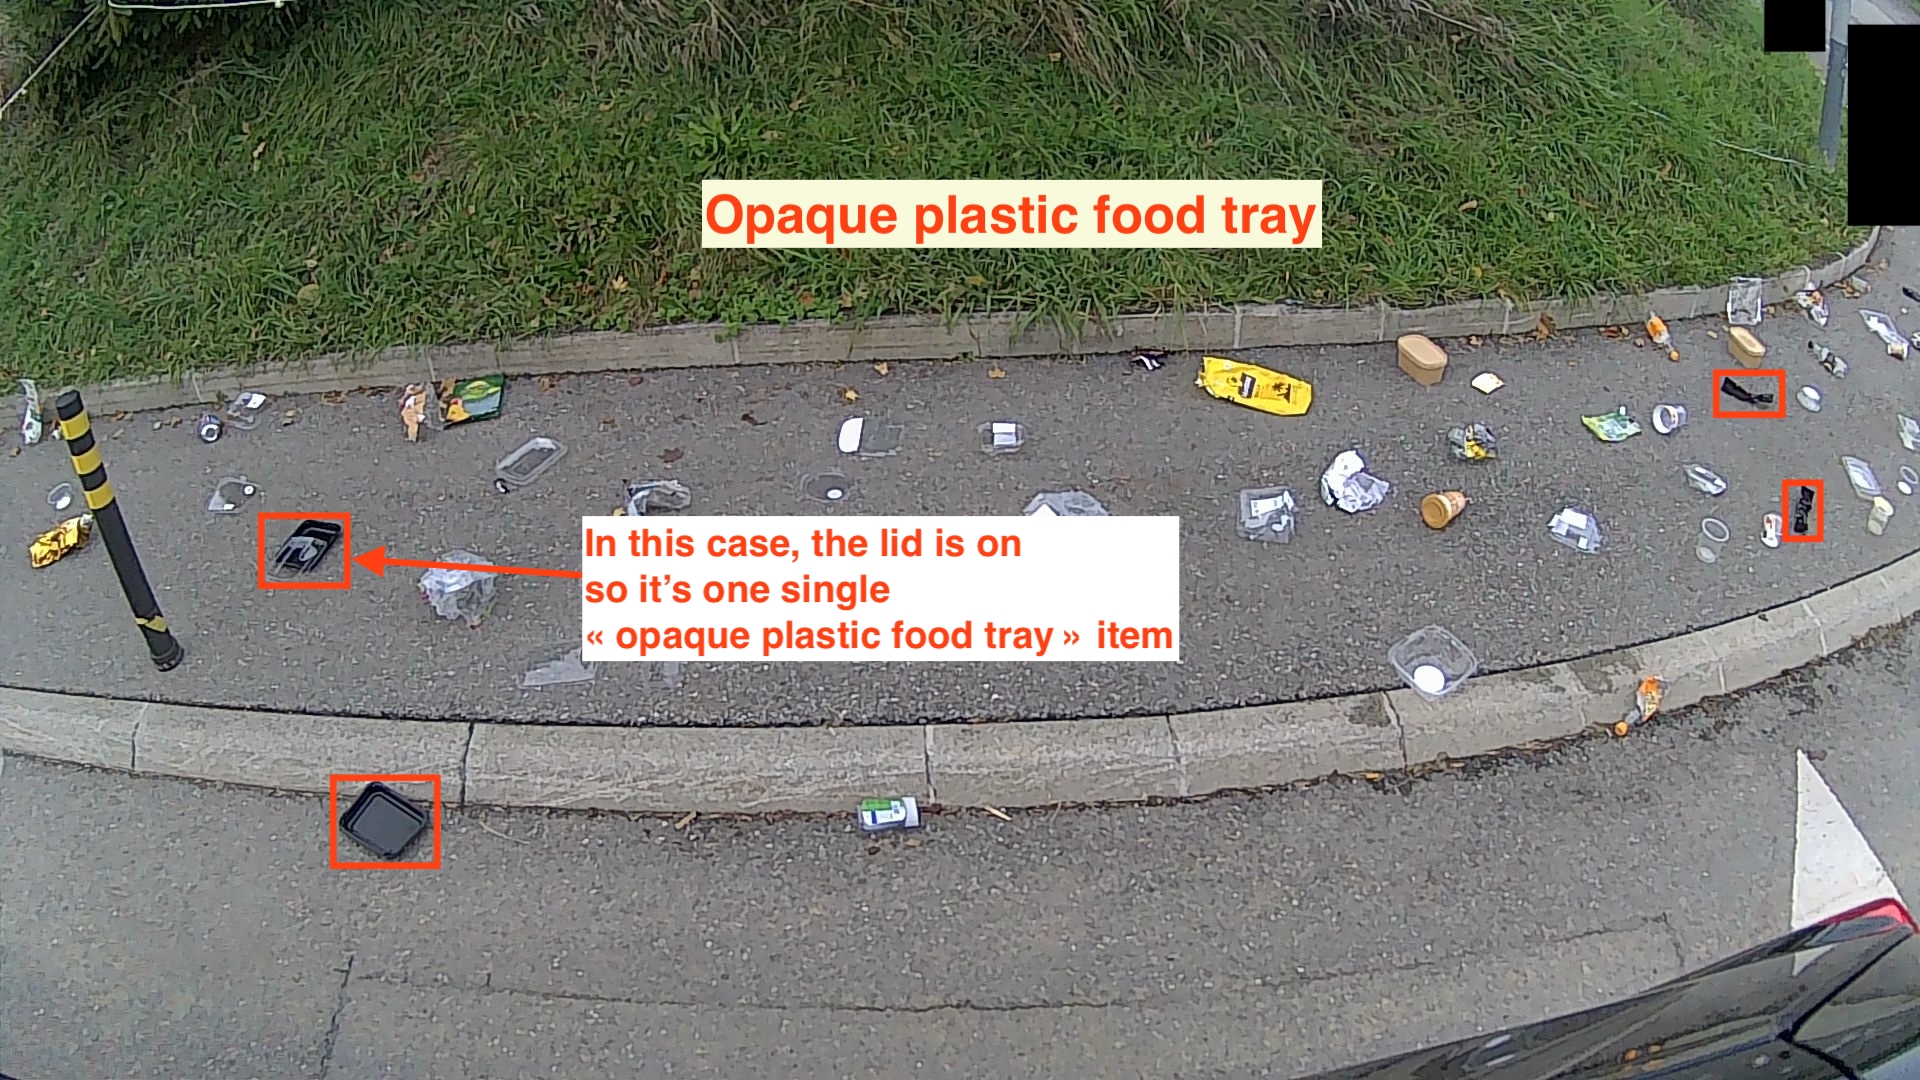 Opaque plastic food tray
In this case, the lid is on
so it’s one single
« opaque plastic food tray » item